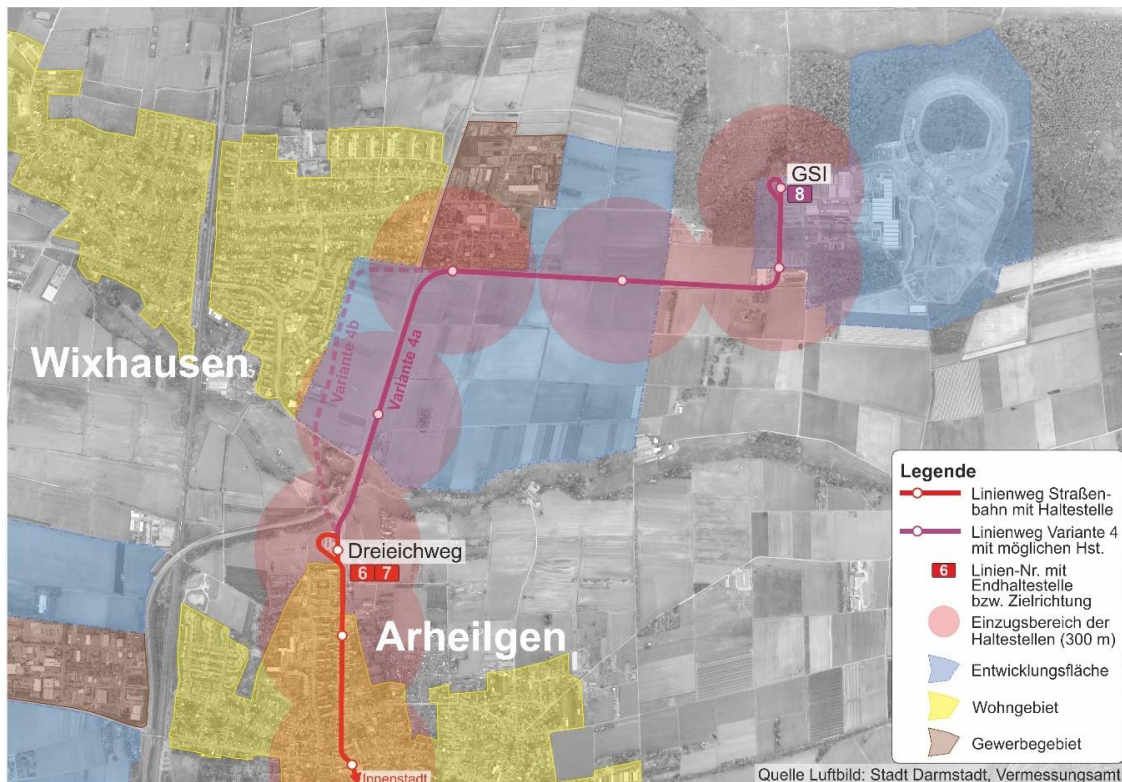 GSI
8
Variante 4b
Variante 4a
Wixhausen
Dreieichweg
6 7
Arheilgen
Innenstadt
Legende
Linienweg Straßen-
bahn mit Haltestelle
Linienweg Variante 4
mit möglichen Hst.
6 Linien-Nr. mit
Endhaltestelle
bzw. Zielrichtung
Einzugsbereich der
Haltestellen (300 m)
Entwicklungsfläche
Wohngebiet
Gewerbegebiet
Quelle Luftbild: Stadt Darmstadt, Vermessungsamt